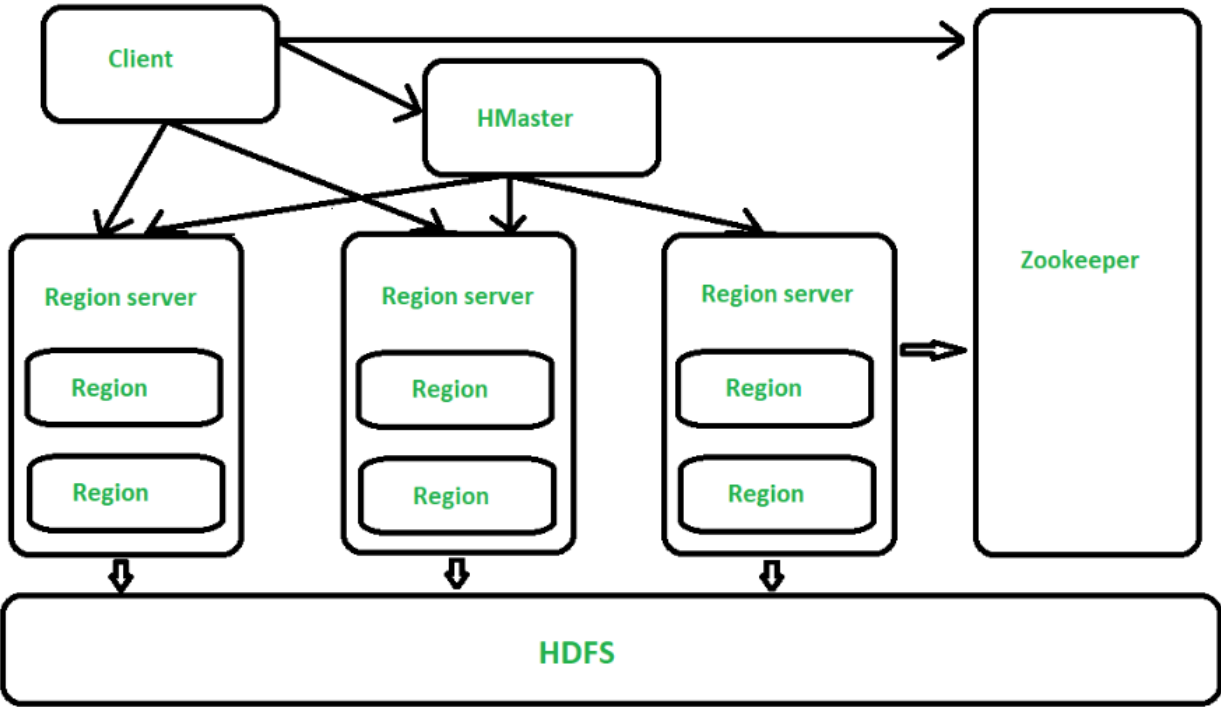 Client
HMaster
Zookeeper
Region server
Region
Region
Region server
Region
Region
Region server
Region
Region
HDFS